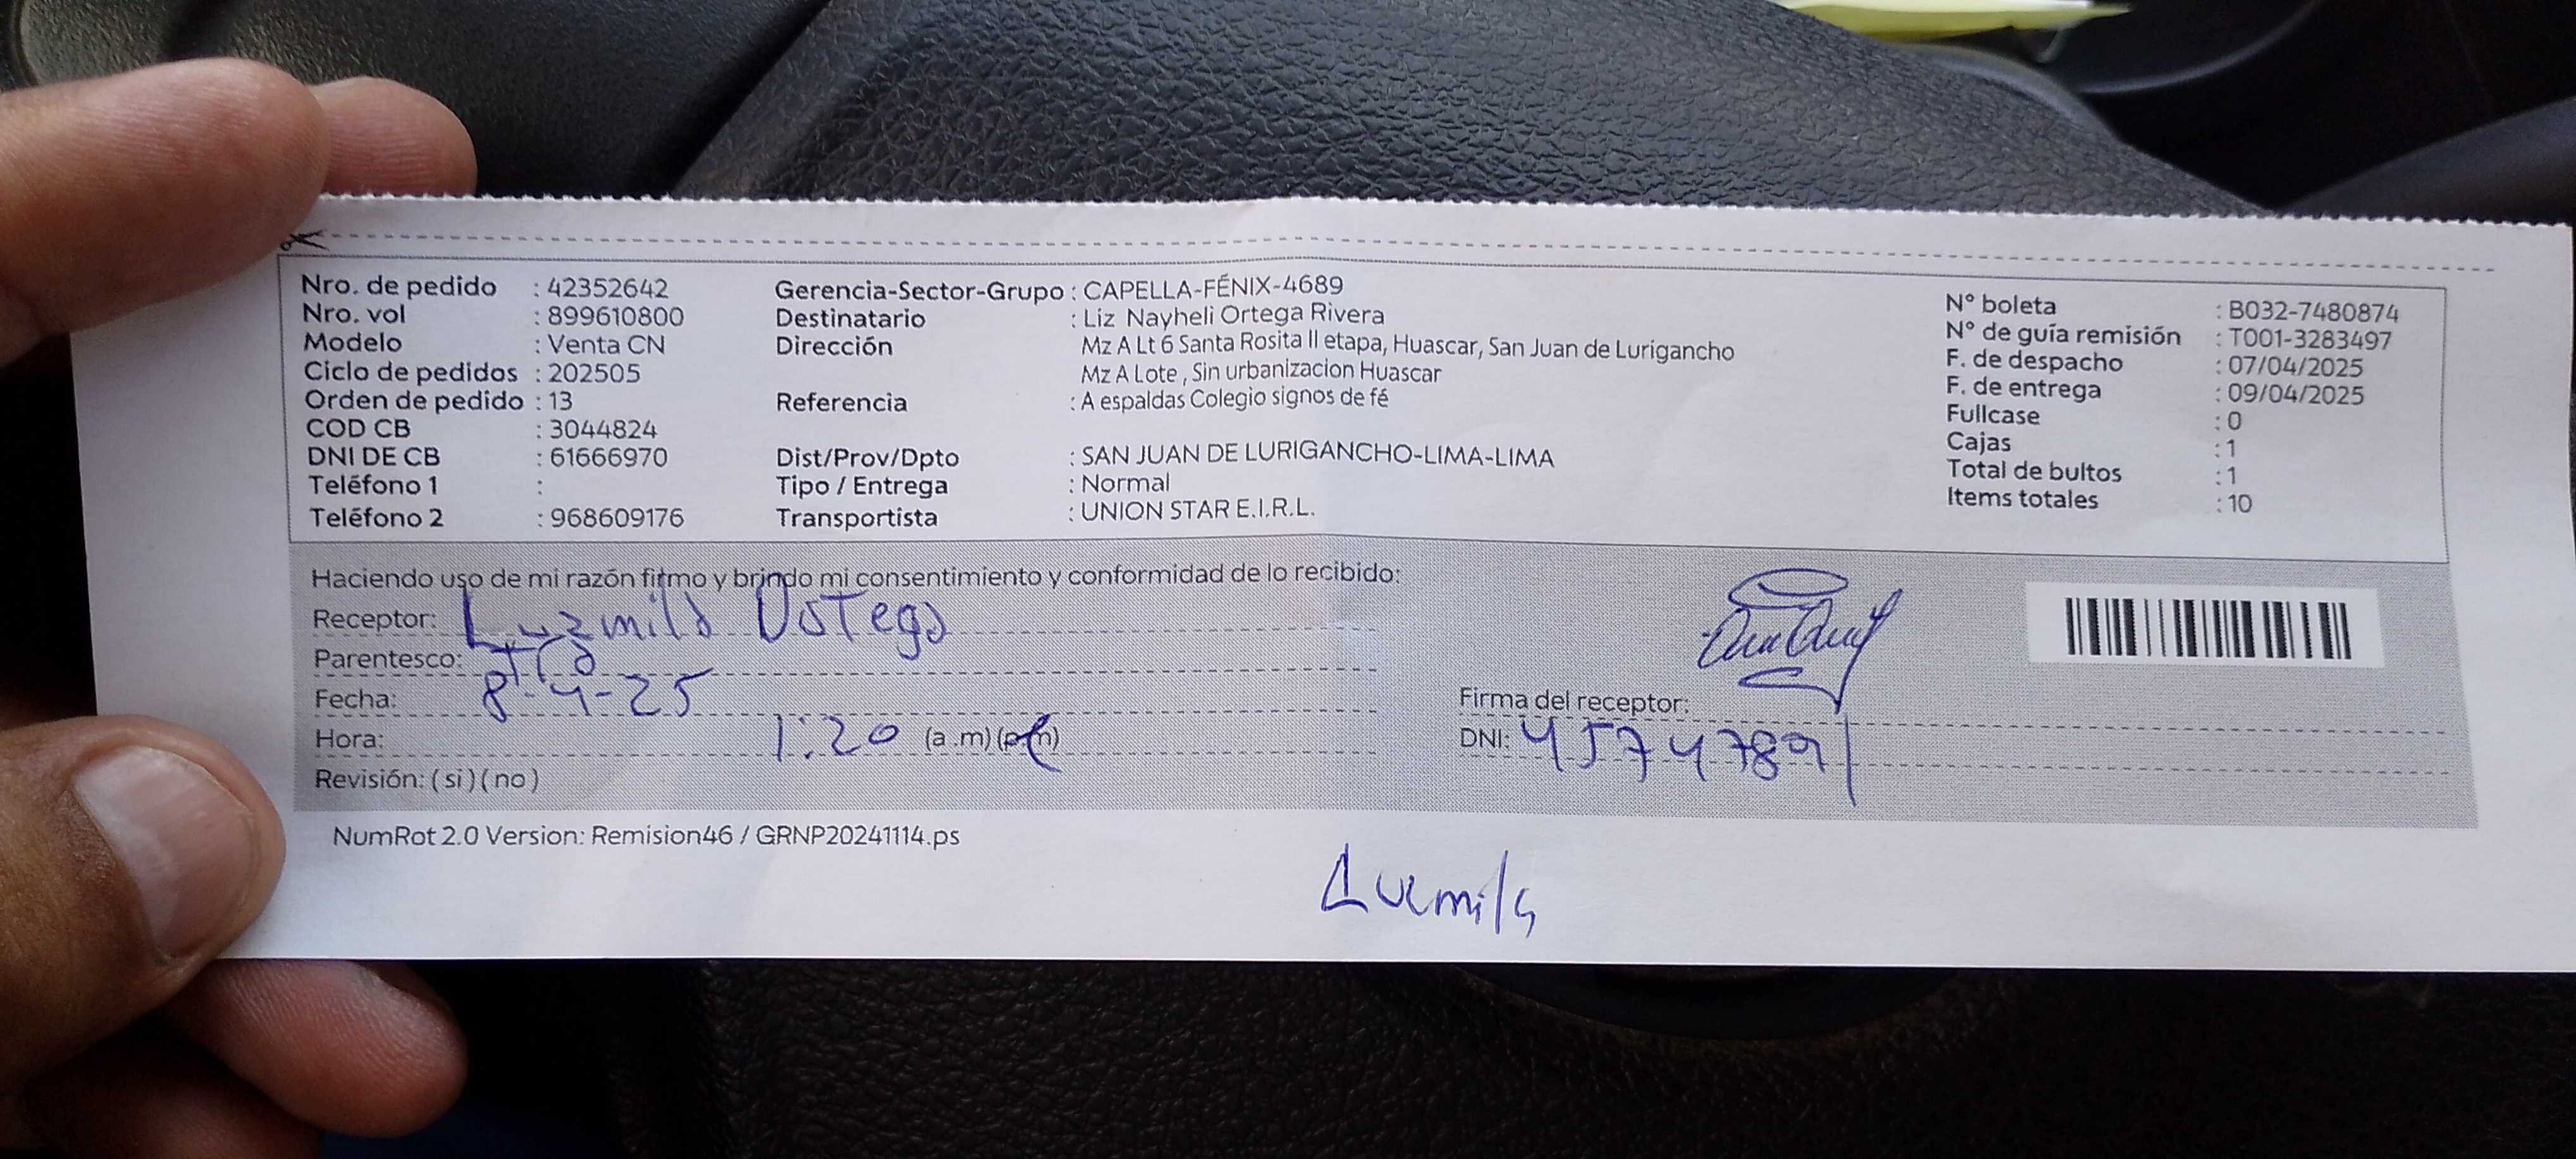 Nro. de pedido : 42352642
Nro. vol : 899610800
Modelo : Venta CN
Ciclo de pedidos : 202505
Orden de pedido : 13
COD CB : 3044824
DNI DE CB : 61666970
Teléfono 1 :
Teléfono 2 : 968609176
Gerencia-Sector-Grupo : CAPELLA-FÉNIX-4689
Destinatario : Liz Nayheli Ortega Rivera
Dirección Mz A Lt 6 Santa Rosita II etapa, Huascar, San Juan de Lurigancho
Mz A Lote , Sin urbanizacion Huascar
Referencia : A espaldas Colegio signos de fé
Dist/Prov/Dpto : SAN JUAN DE LURIGANCHO-LIMA-LIMA
Tipo / Entrega : Normal
Transportista : UNION STAR E.I.R.L.
N° boleta : B032-7480874
N° de guía remisión : T001-3283497
F. de despacho : 07/04/2025
F. de entrega : 09/04/2025
Fullcase : 0
Cajas : 1
Total de bultos : 1
Items totales : 10
Haciendo uso de mi razón firmo y brindo mi consentimiento y conformidad de lo recibido:
Receptor: Luzmila Ostega
Parentesco: Tía
Fecha: 8-4-25
Hora: 1:20 (a.m) (p.m)
Revisión: ( si ) ( no )
Firma del receptor:
DNI: 45747891
NumRot 2.0 Version: Remision46 / GRNP20241114.ps